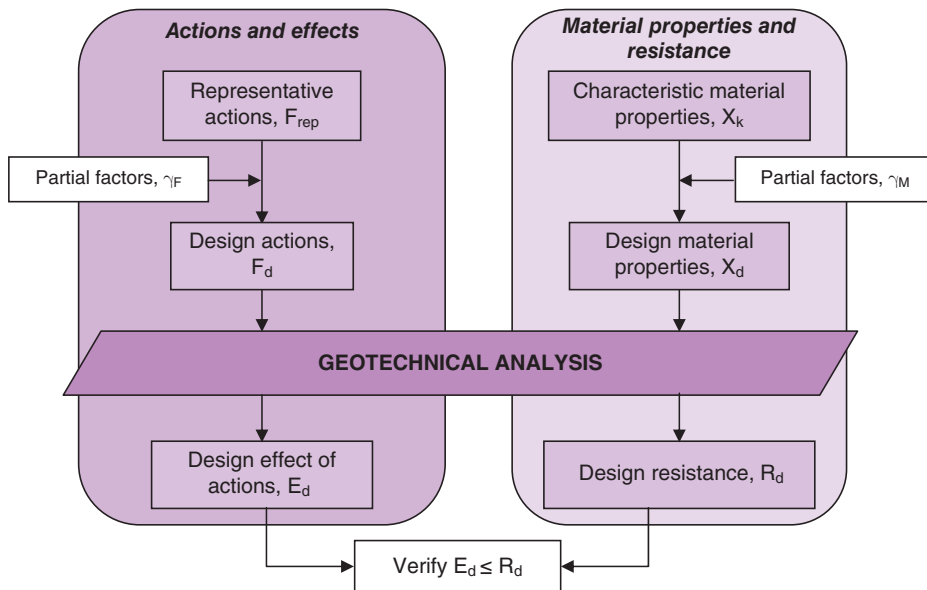 Actions and effects
Representative
actions, F_rep
Partial factors, γ_F
Design actions,
F_d
Material properties and
resistance
Characteristic material
properties, X_k
Partial factors, γ_M
Design material
properties, X_d
GEOTECHNICAL ANALYSIS
Design effect of
actions, E_d
Design resistance, R_d
Verify E_d ≤ R_d